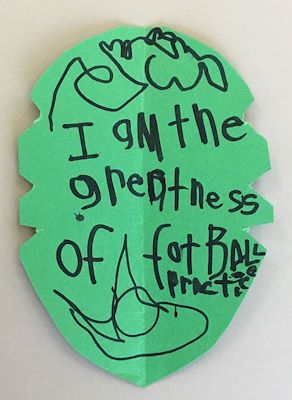 I am the
greatness
of fotBALL
practice